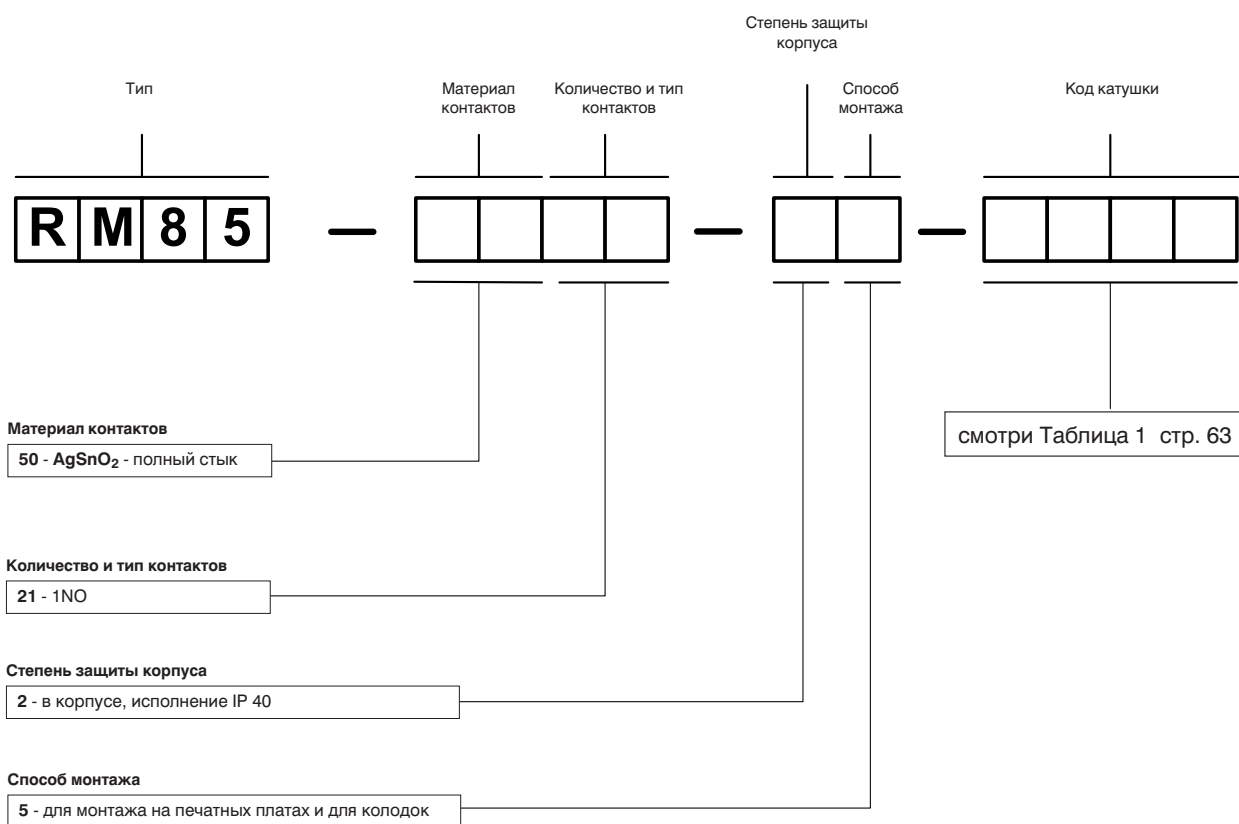 Степень защиты
корпуса
Тип
Материал
контактов
Количество и тип
контактов
Способ
монтажа
Код катушки
RM85 – – –
Материал контактов
50 - AgSnO2 - полный стык
смотри Таблица 1 стр. 63
Количество и тип контактов
21 - 1NO
Степень защиты корпуса
2 - в корпусе, исполнение IP 40
Способ монтажа
5 - для монтажа на печатных платах и для колодок